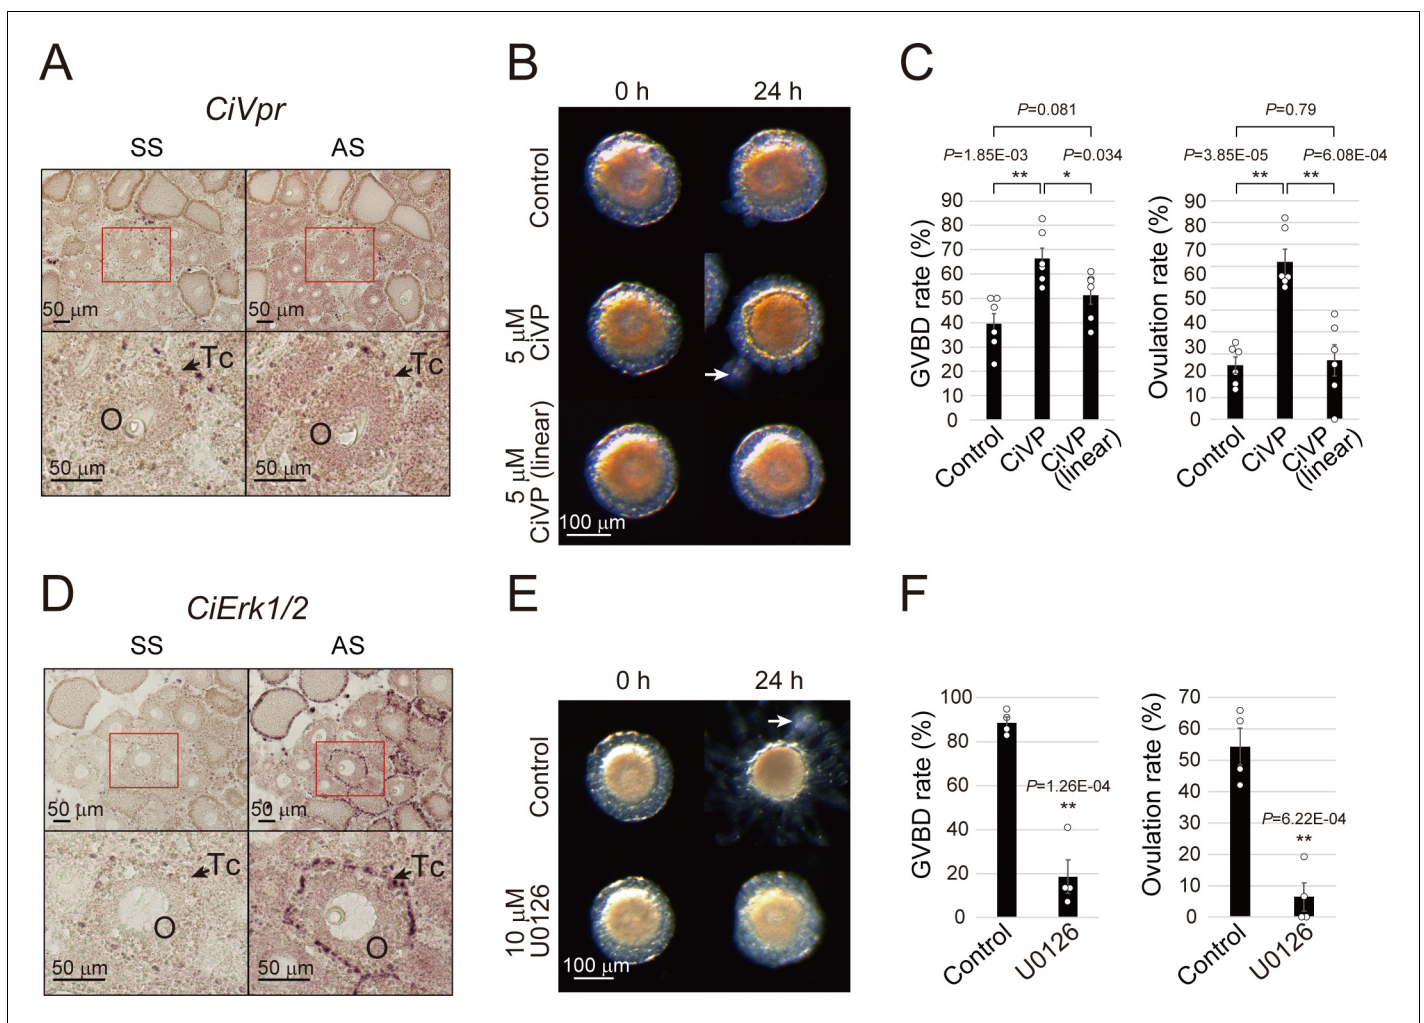 A
CiVpr
SS AS
50 μm 50 μm
Tc Tc
O O
50 μm 50 μm
B
0 h 24 h
Control
5 μM
CiVP
5 μM
CiVP (linear)
100 μm
C
P=0.081
P=1.85E-03 P=0.034
** *
GVBD rate (%)
90
80
70
60
50
40
30
20
10
0
Control
CiVP
CiVP
(linear)
P=0.79
P=3.85E-05 P=6.08E-04
** **
Ovulation rate (%)
90
80
70
60
50
40
30
20
10
0
Control
CiVP
CiVP
(linear)
D
CiErk1/2
SS AS
50 μm 50 μm
Tc Tc
O O
50 μm 50 μm
E
0 h 24 h
Control
10 μM
U0126
100 μm
F
GVBD rate (%)
100
80
60
40
20
0
P=1.26E-04
**
Control
U0126
Ovulation rate (%)
70
60
50
40
30
20
10
0
P=6.22E-04
**
Control
U0126